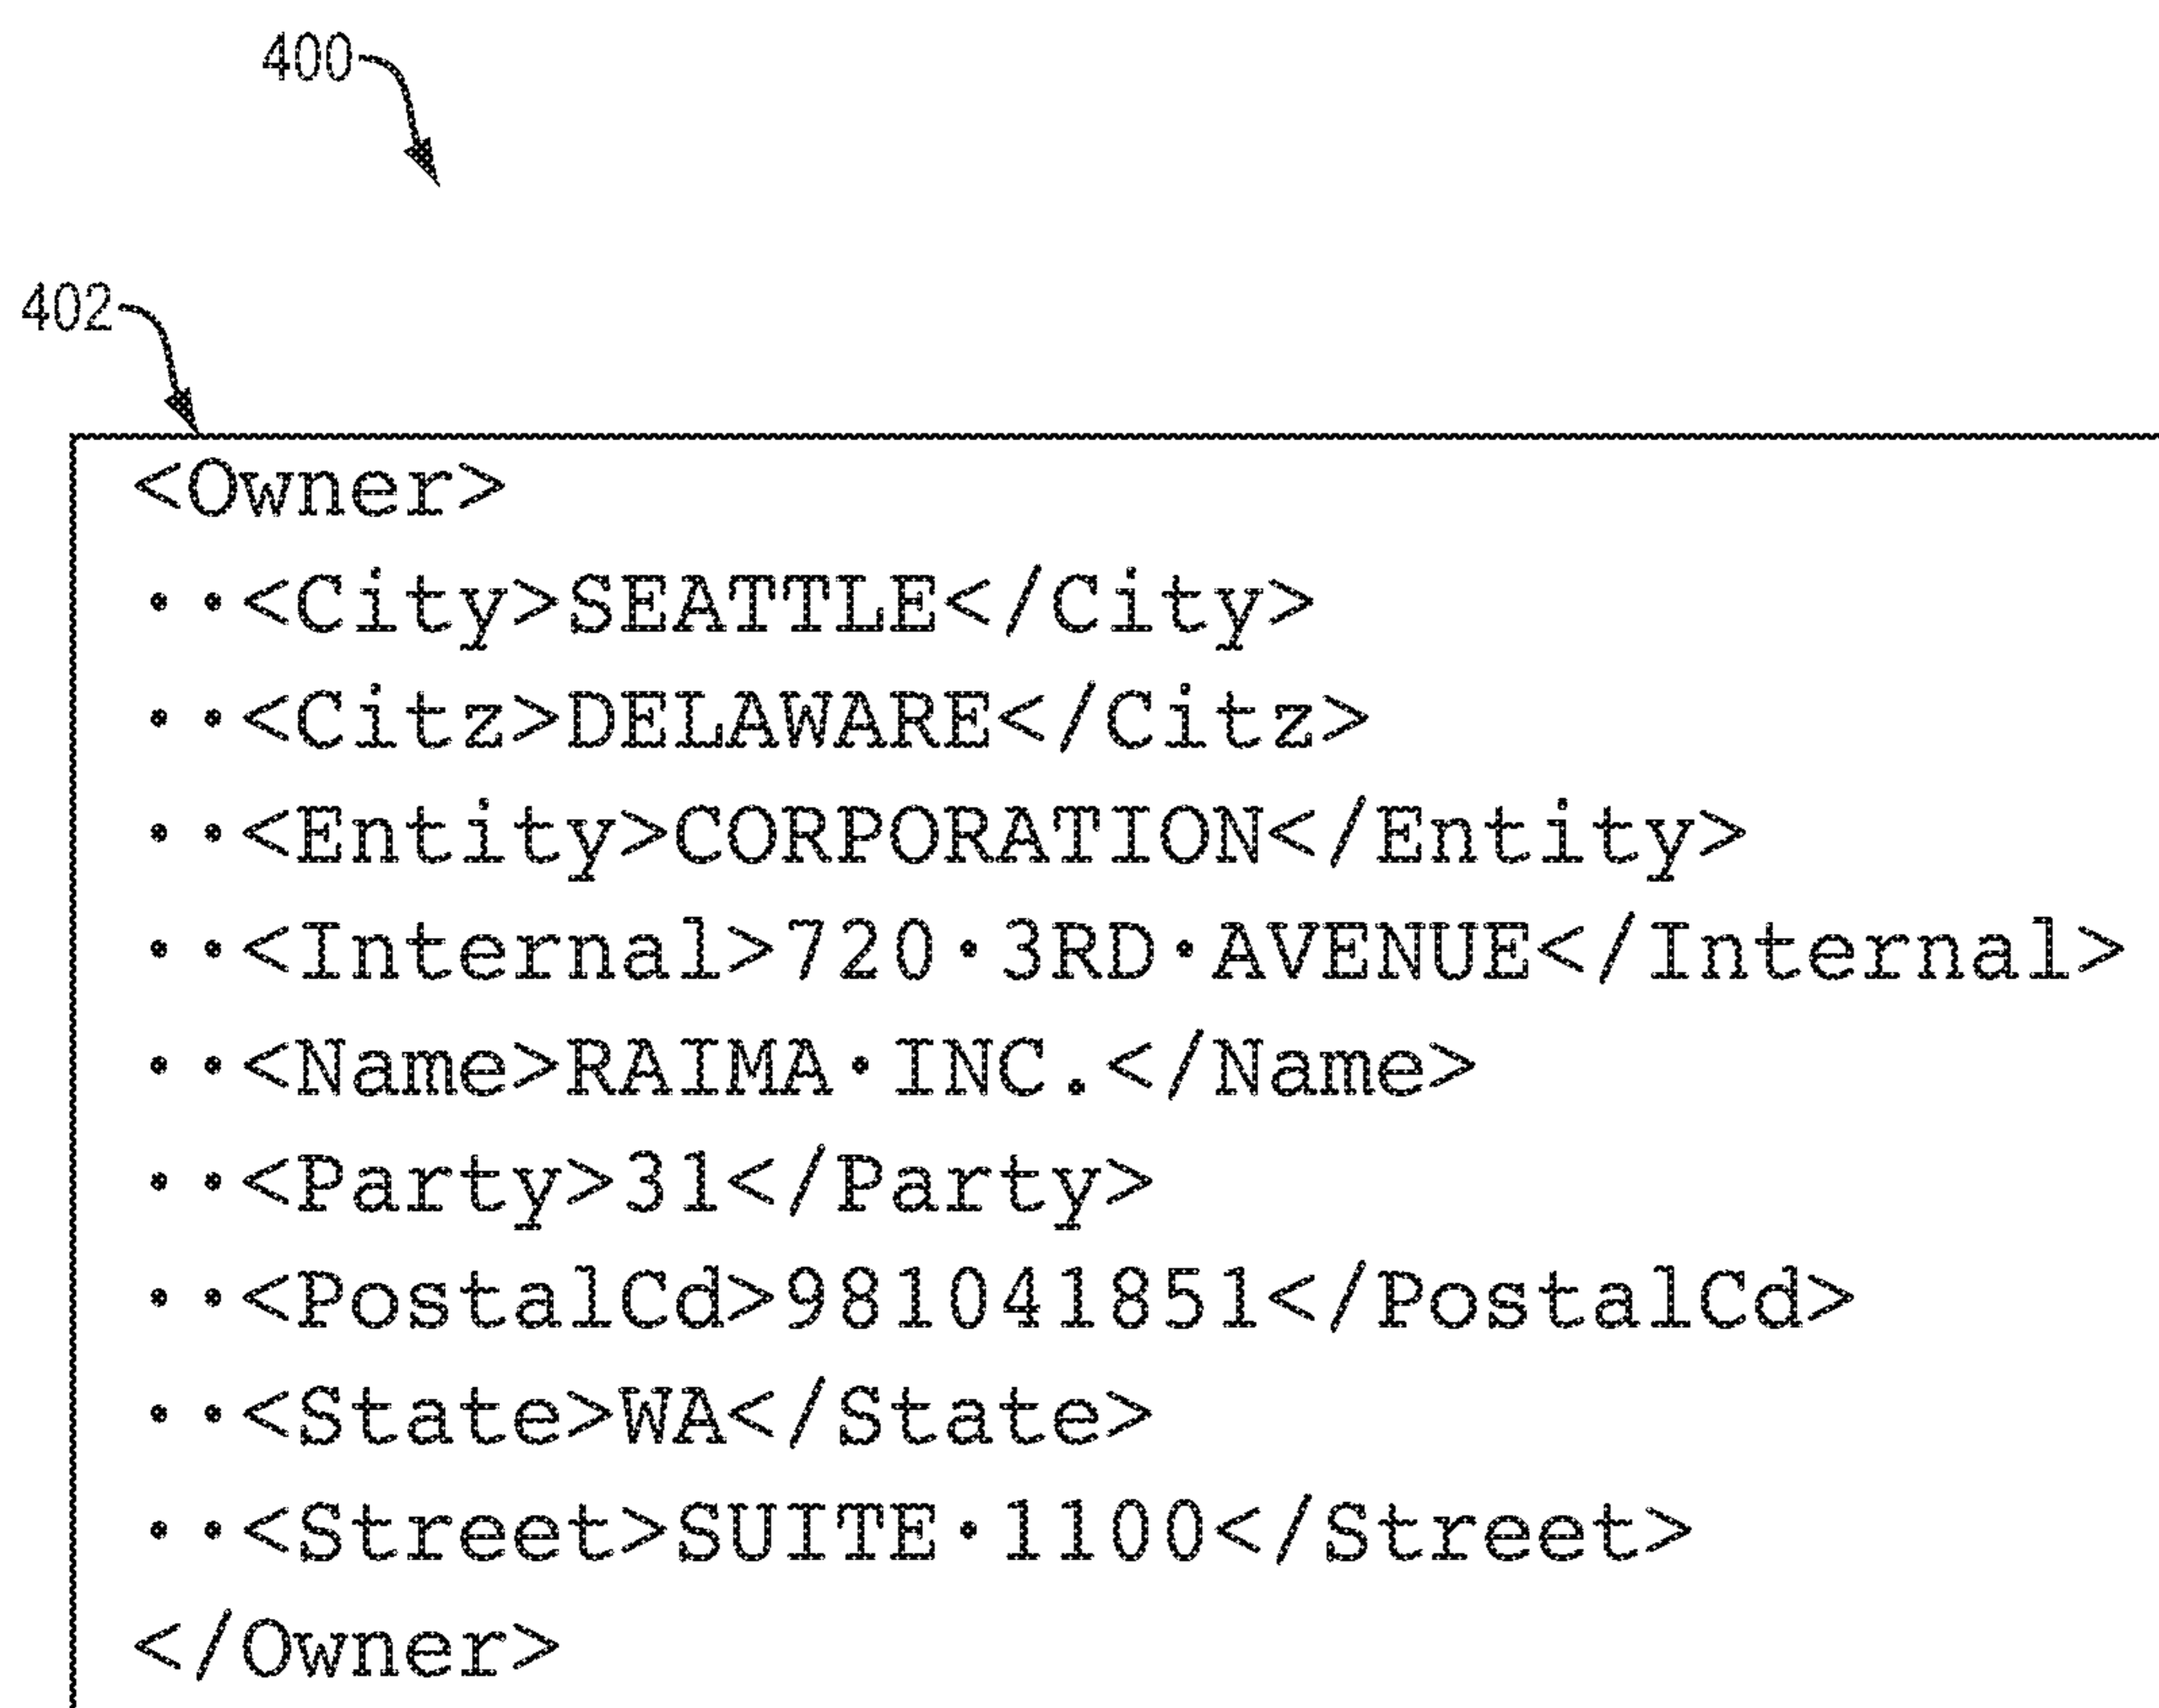 400
402
<Owner>
··<City>SEATTLE</City>
··<Citz>DELAWARE</Citz>
··<Entity>CORPORATION</Entity>
··<Internal>720·3RD·AVENUE</Internal>
··<Name>RAIMA·INC.</Name>
··<Party>31</Party>
··<PostalCd>981041851</PostalCd>
··<State>WA</State>
··<Street>SUITE·1100</Street>
</Owner>